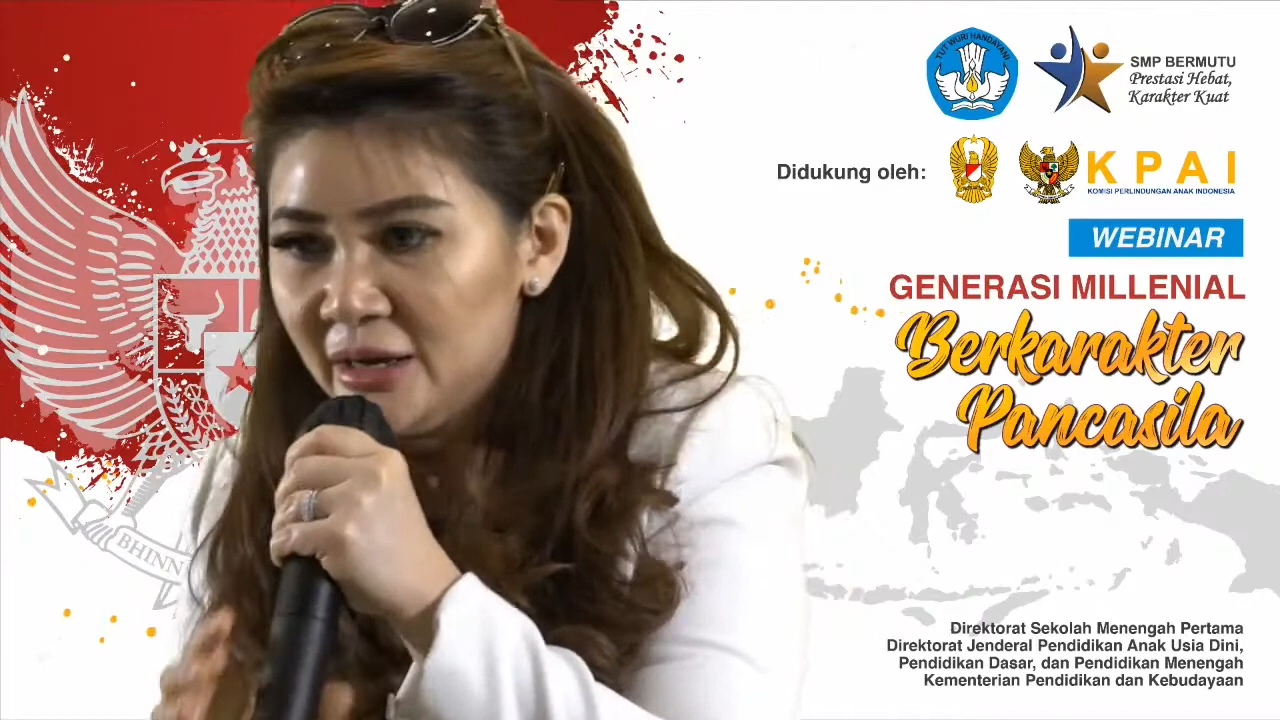 TUT WURI HANDAYANI
SMP BERMUTU
Prestasi Hebat,
Karakter Kuat
Didukung oleh:
KPAI
KOMISI PERLINDUNGAN ANAK INDONESIA
WEBINAR
GENERASI MILLENIAL
Berkarakter
Pancasila
BHINN
Direktorat Sekolah Menengah Pertama
Direktorat Jenderal Pendidikan Anak Usia Dini,
Pendidikan Dasar, dan Pendidikan Menengah
Kementerian Pendidikan dan Kebudayaan